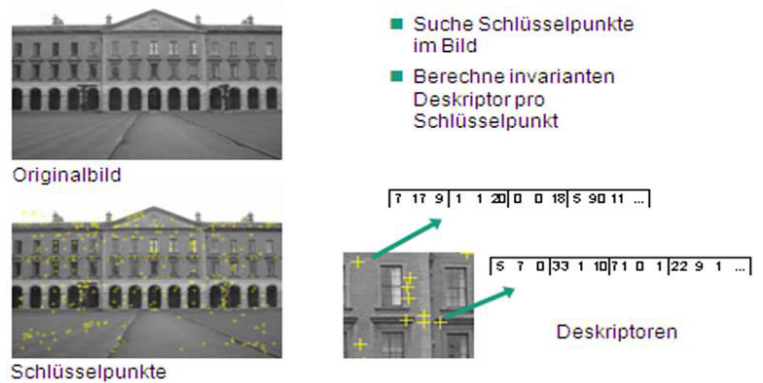 Originalbild
Schlüsselpunkte
Suche Schlüsselpunkte
im Bild
Berechne invarianten
Deskriptor pro
Schlüsselpunkt
7 17 9 1 1 20 0 0 18 5 90 11 ...
5 7 0 33 1 10 71 0 1 22 9 1 ...
Deskriptoren